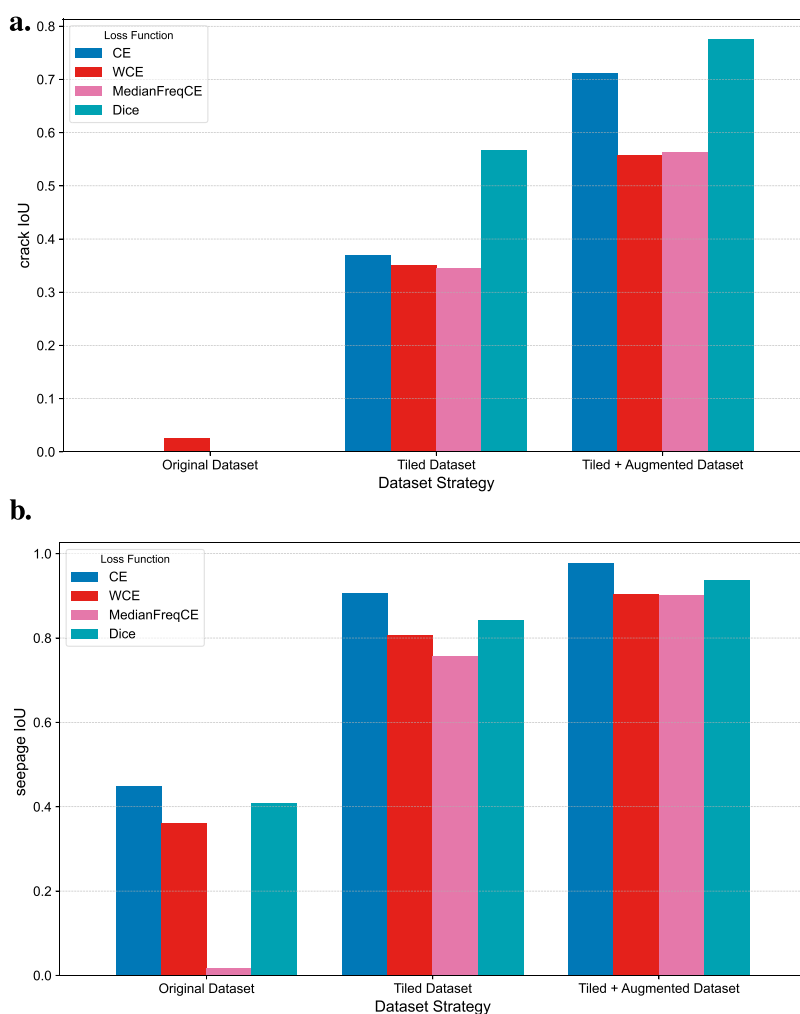 a.
Loss Function
CE
WCE
MedianFreqCE
Dice
0.8
0.7
0.6
0.5
0.4
0.3
0.2
0.1
0.0
crack IoU
Original Dataset
Tiled Dataset
Tiled + Augmented Dataset
Dataset Strategy
b.
Loss Function
CE
WCE
MedianFreqCE
Dice
1.0
0.8
0.6
0.4
0.2
0.0
seepage IoU
Original Dataset
Tiled Dataset
Tiled + Augmented Dataset
Dataset Strategy